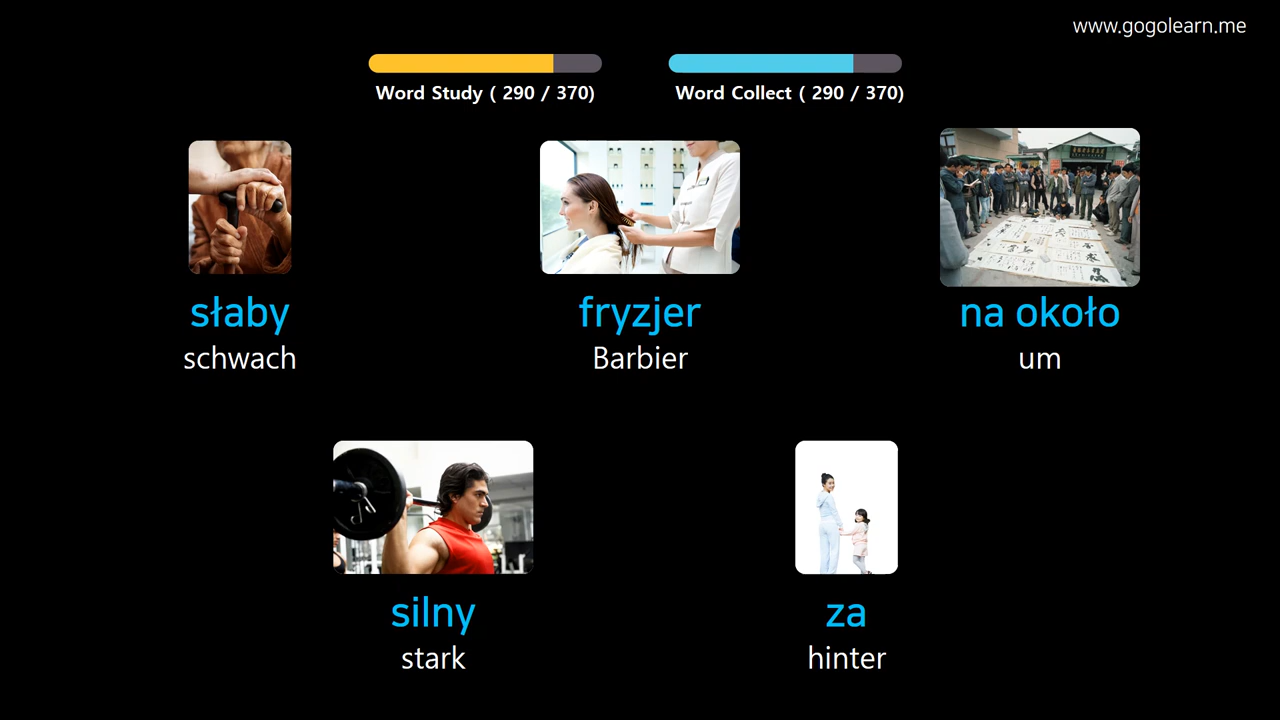 www.gogolearn.me
Word Study ( 290 / 370)
Word Collect ( 290 / 370)
słaby
schwach
fryzjer
Barbier
na około
um
silny
stark
za
hinter